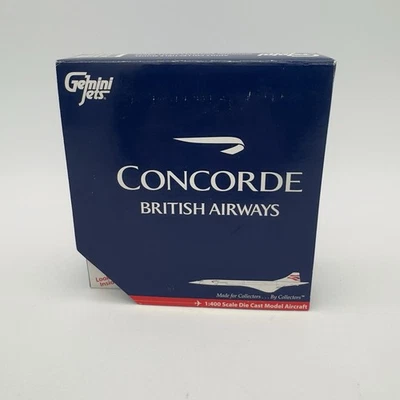 Gemini
Jets
CONCORDE
BRITISH AIRWAYS
Made for Collectors . . . By Collectors
1:400 Scale Die Cast Model Aircraft